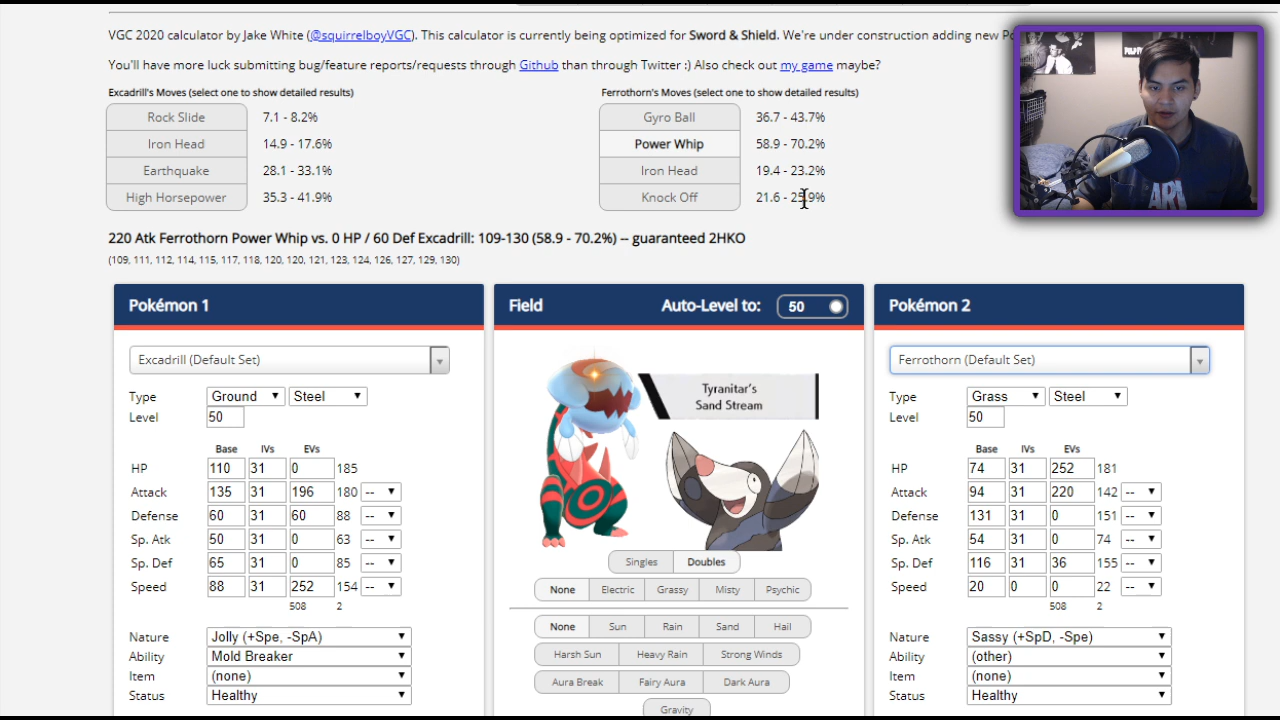 VGC 2020 calculator by Jake White (@squirrelboyVGC). This calculator is currently being optimized for Sword & Shield. We're under construction adding new
You'll have more luck submitting bug/feature reports/requests through Github than through Twitter :) Also check out my game maybe?
Excadrill's Moves (select one to show detailed results)
Rock Slide 7.1 - 8.2%
Iron Head 14.9 - 17.6%
Earthquake 28.1 - 33.1%
High Horsepower 35.3 - 41.9%
Ferrothorn's Moves (select one to show detailed results)
Gyro Ball 36.7 - 43.7%
Power Whip 58.9 - 70.2%
Iron Head 19.4 - 23.2%
Knock Off 21.6 - 25.9%
220 Atk Ferrothorn Power Whip vs. 0 HP / 60 Def Excadrill: 109-130 (58.9 - 70.2%) -- guaranteed 2HKO
(109, 111, 112, 114, 115, 117, 118, 120, 120, 121, 123, 124, 126, 127, 129, 130)
Pokémon 1
Excadrill (Default Set)
Type Ground Steel
Level 50
Base IVs EVs
HP 110 31 0 185
Attack 135 31 196 180 --
Defense 60 31 60 88 --
Sp. Atk 50 31 0 63 --
Sp. Def 65 31 0 85 --
Speed 88 31 252 154 --
508 2
Nature Jolly (+Spe, -SpA)
Ability Mold Breaker
Item (none)
Status Healthy
Field Auto-Level to: 50
Tyranitar's
Sand Stream
Singles Doubles
None Electric Grassy Misty Psychic
None Sun Rain Sand Hail
Harsh Sun Heavy Rain Strong Winds
Aura Break Fairy Aura Dark Aura
Gravity
Pokémon 2
Ferrothorn (Default Set)
Type Grass Steel
Level 50
Base IVs EVs
HP 74 31 252 181
Attack 94 31 220 142 --
Defense 131 31 0 151 --
Sp. Atk 54 31 0 74 --
Sp. Def 116 31 36 155 --
Speed 20 0 0 22 --
508 2
Nature Sassy (+SpD, -Spe)
Ability (other)
Item (none)
Status Healthy